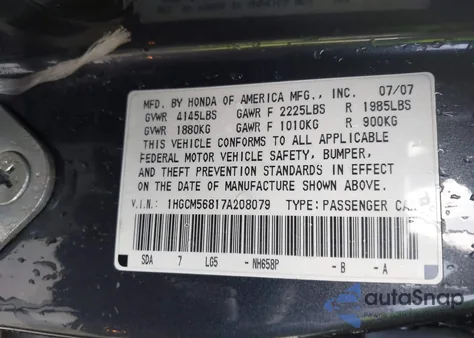 MFD. BY HONDA OF AMERICA MFG., INC. 07/07
GVWR 4145LBS GAWR F 2225LBS R 1985LBS
GVWR 1880KG GAWR F 1010KG R 900KG
THIS VEHICLE CONFORMS TO ALL APPLICABLE
FEDERAL MOTOR VEHICLE SAFETY, BUMPER,
AND THEFT PREVENTION STANDARDS IN EFFECT
ON THE DATE OF MANUFACTURE SHOWN ABOVE.
V.I.N.: 1HGCM56817A208079 TYPE: PASSENGER CA
SDA 7 LG5 -NH658P -B -A
autoSnap